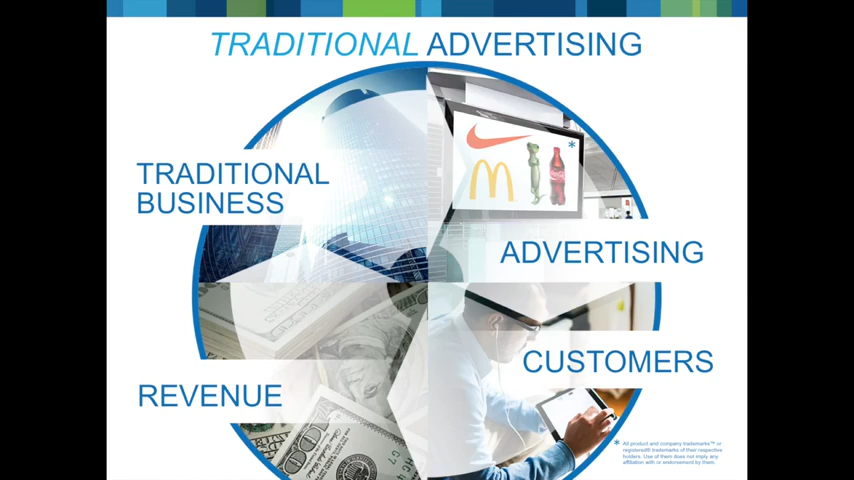 TRADITIONAL ADVERTISING
TRADITIONAL
BUSINESS
*
ADVERTISING
CUSTOMERS
REVENUE
* All product and company trademarks™ or
registered® trademarks of their respective
holders. Use of them does not imply any
affiliation with or endorsement by them.
100